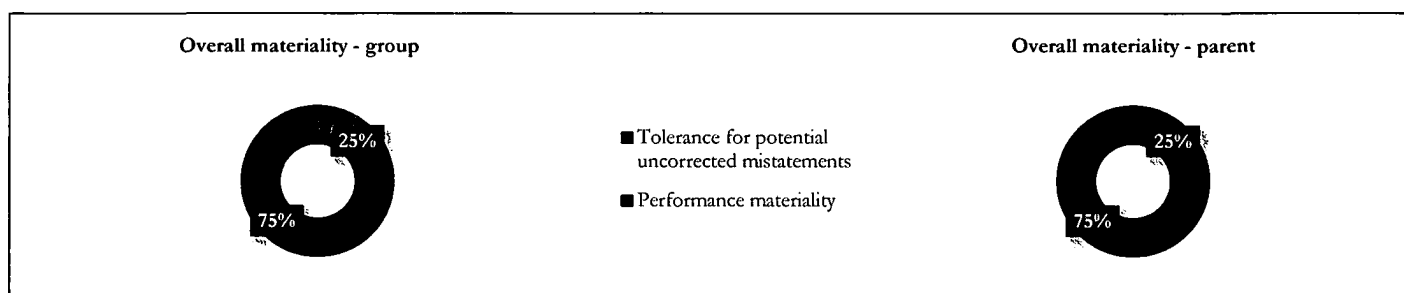 Overall materiality - group
Overall materiality - parent
25%
75%
Tolerance for potential
uncorrected mistatements
Performance materiality
25%
75%